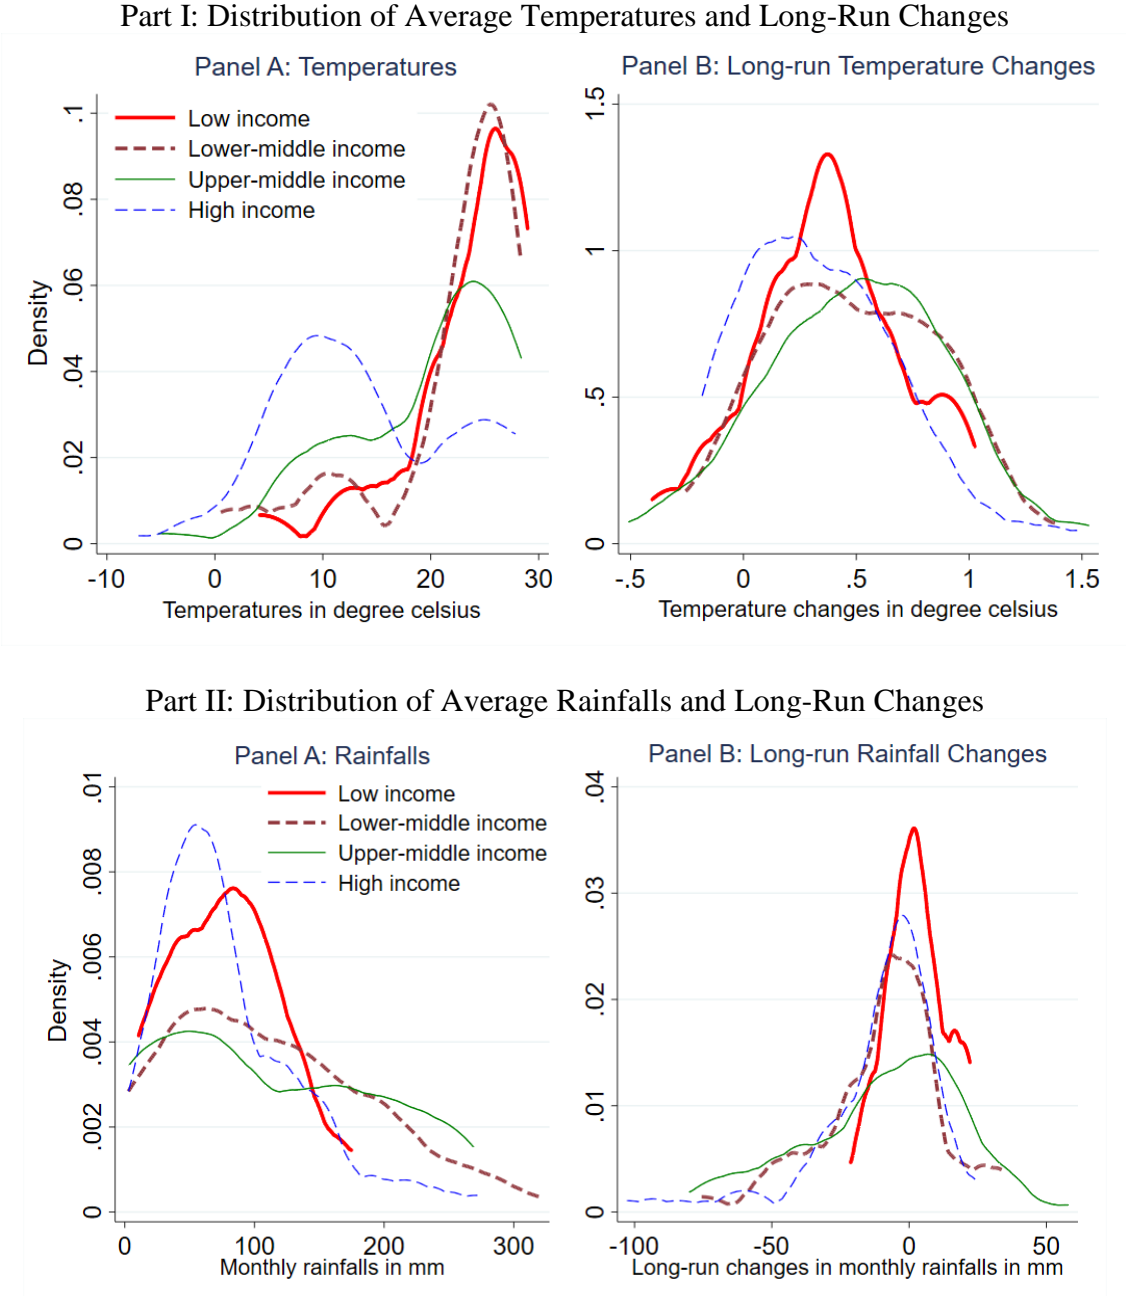 Part I: Distribution of Average Temperatures and Long-Run Changes
Panel A: Temperatures
Panel B: Long-run Temperature Changes
Low income
Lower-middle income
Upper-middle income
High income
Density
.1
.08
.06
.04
.02
0
-10
0
10
20
30
Temperatures in degree celsius
1.5
1
.5
0
-.5
0
.5
1
1.5
Temperature changes in degree celsius
Part II: Distribution of Average Rainfalls and Long-Run Changes
Panel A: Rainfalls
Panel B: Long-run Rainfall Changes
Low income
Lower-middle income
Upper-middle income
High income
Density
.01
.008
.006
.004
.002
0
0
100
200
300
Monthly rainfalls in mm
.04
.03
.02
.01
0
-100
-50
0
50
Long-run changes in monthly rainfalls in mm